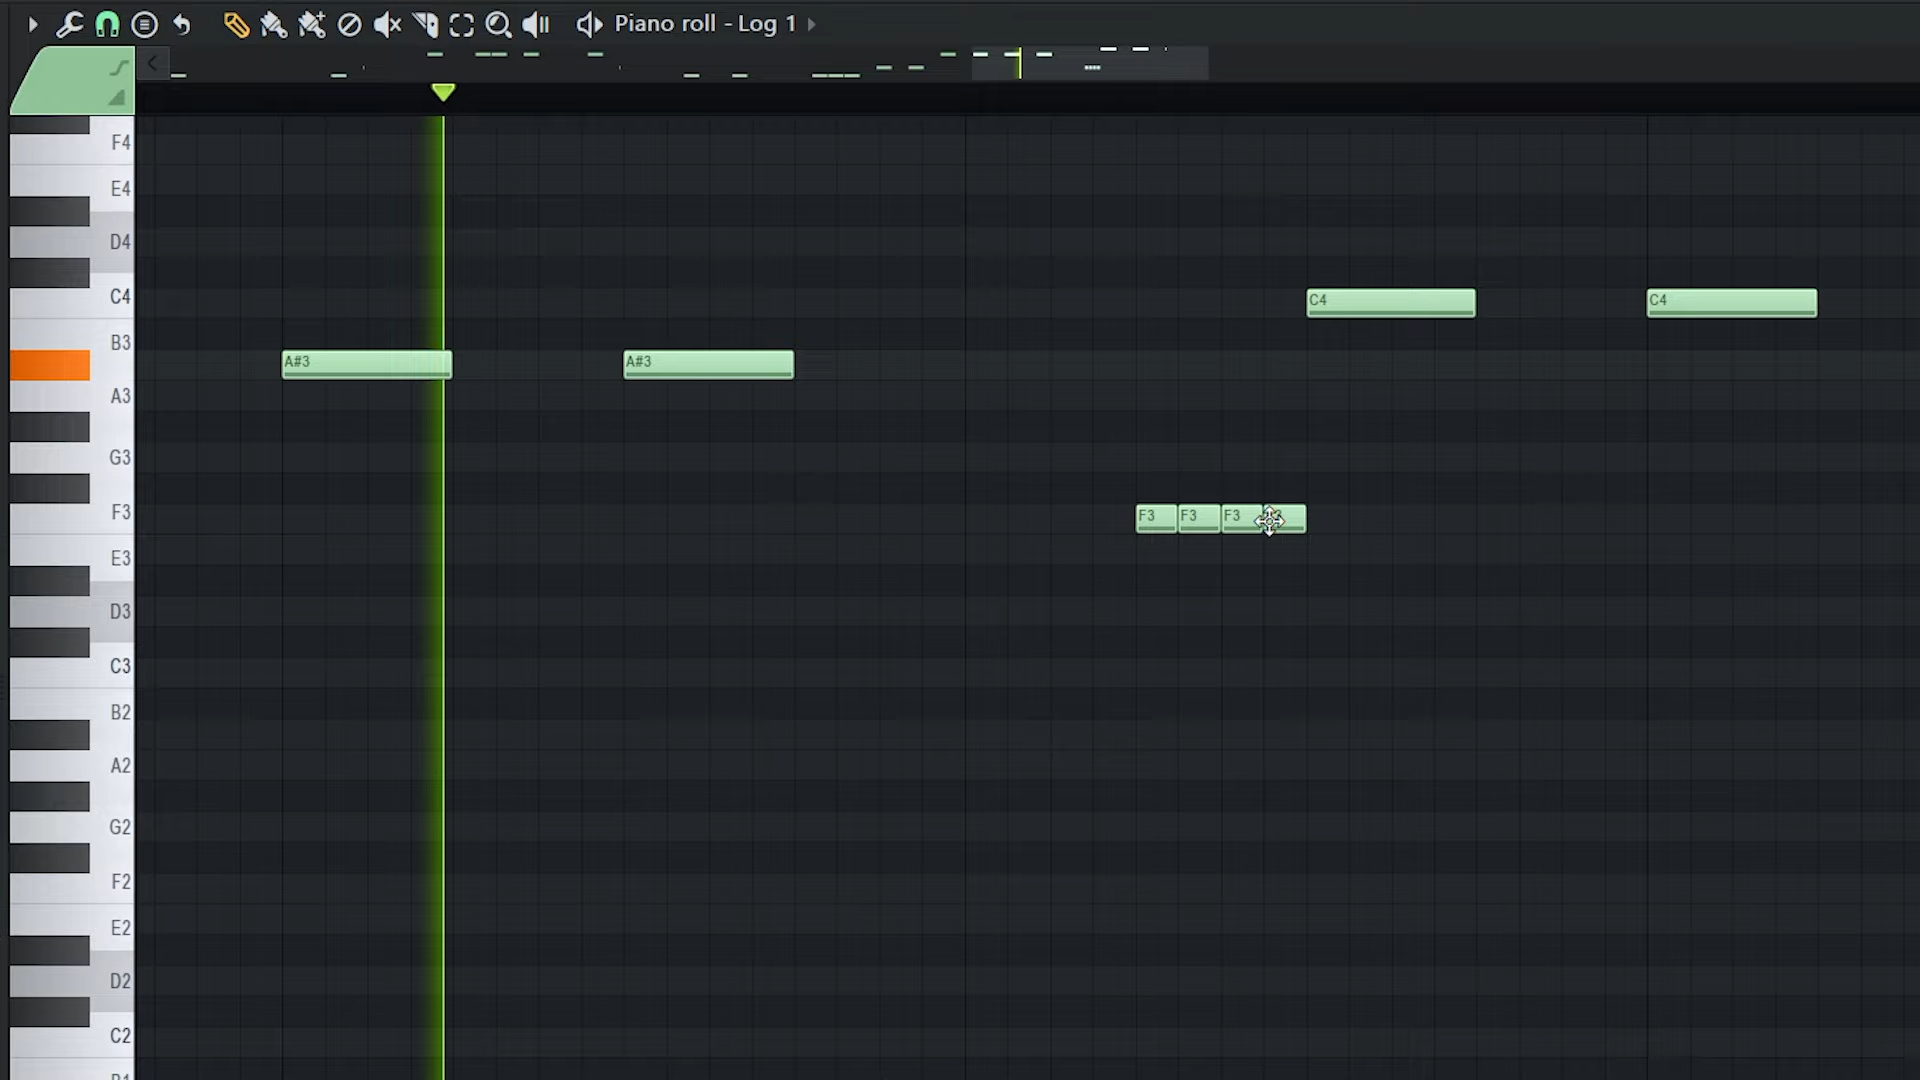 Piano roll - Log 1
F4
E4
D4
C4
C4
C4
B3
A#3
A#3
A3
G3
F3
F3
F3
F3
E3
D3
C3
B2
A2
G2
F2
E2
D2
C2